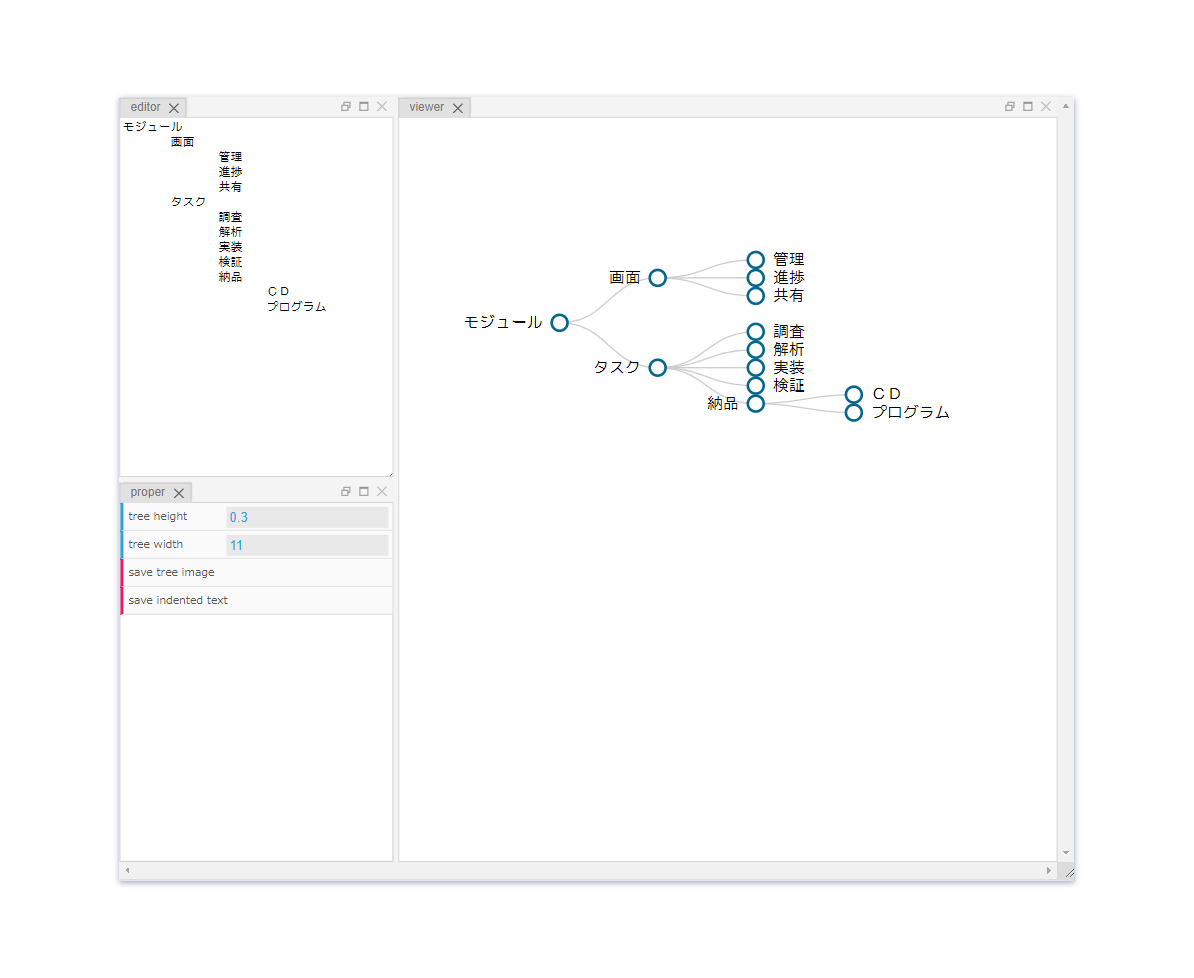 editor
モジュール
画面
管理
進捗
共有
タスク
調査
解析
実装
検証
納品
ＣＤ
プログラム
proper
tree height 0.3
tree width 11
save tree image
save indented text
viewer
モジュール
画面
管理
進捗
共有
タスク
調査
解析
実装
検証
納品
ＣＤ
プログラム